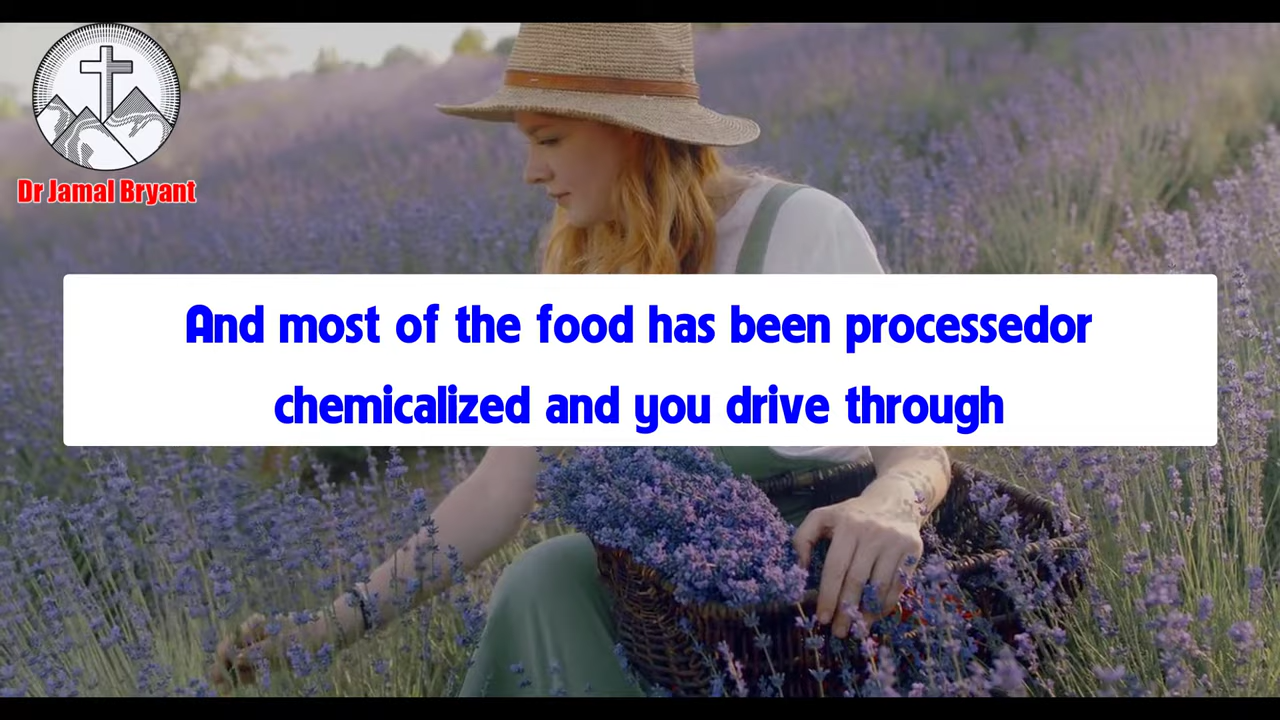 Dr Jamal Bryant
And most of the food has been processedor
chemicalized and you drive through